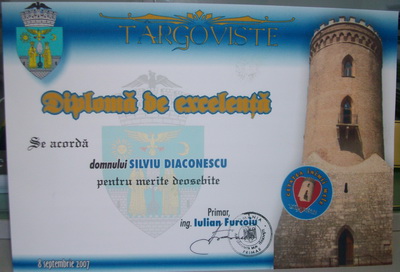 TÂRGOVIŞTE
Diplomă de excelenţă
Se acordă
domnului SILVIU DIACONESCU
pentru merite deosebite
Primar,
ing. Iulian Furcoiu
8 septembrie 2007